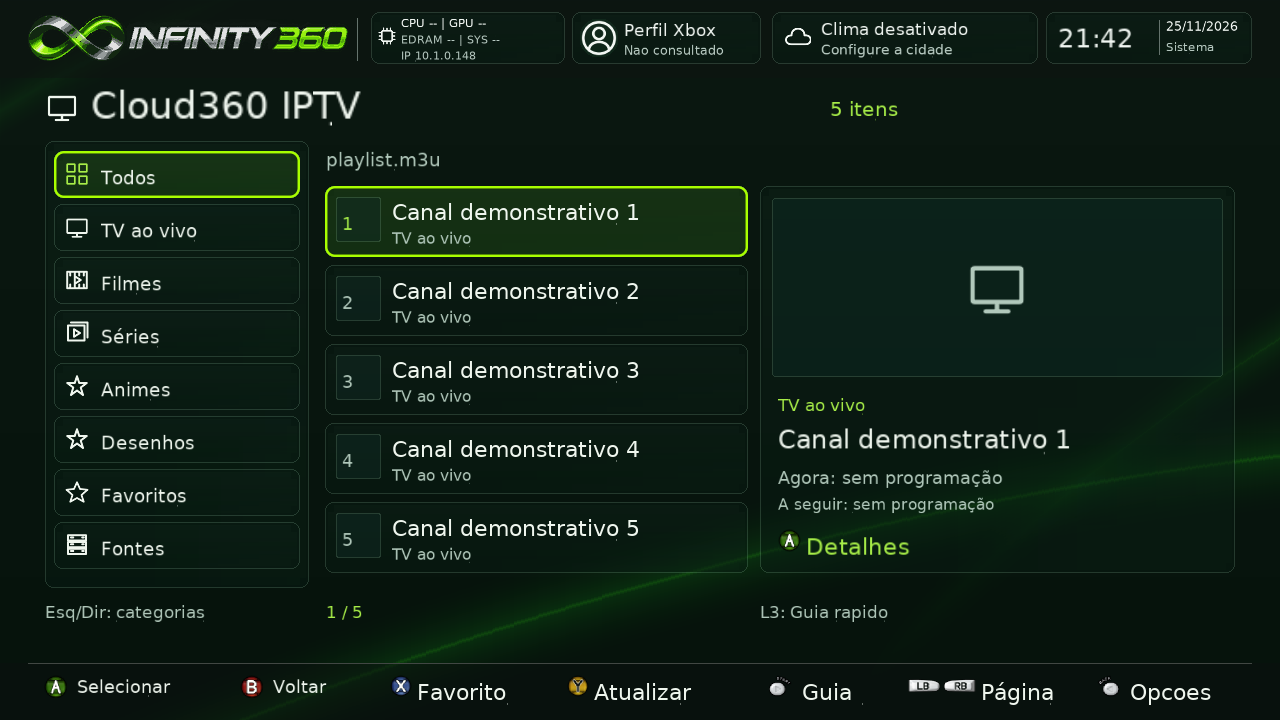 INFINITY 360
CPU -- | GPU --
EDRAM -- | SYS --
IP 10.1.0.148
Perfil Xbox
Nao consultado
Clima desativado
Configure a cidade
21:42
25/11/2026
Sistema
Cloud360 IPTV
5 itens
Todos
TV ao vivo
Filmes
Séries
Animes
Desenhos
Favoritos
Fontes
Esq/Dir: categorias
playlist.m3u
1
Canal demonstrativo 1
TV ao vivo
2
Canal demonstrativo 2
TV ao vivo
3
Canal demonstrativo 3
TV ao vivo
4
Canal demonstrativo 4
TV ao vivo
5
Canal demonstrativo 5
TV ao vivo
1 / 5
TV ao vivo
Canal demonstrativo 1
Agora: sem programação
A seguir: sem programação
A Detalhes
L3: Guia rapido
A Selecionar
B Voltar
X Favorito
Y Atualizar
Guia
LB RB Página
Opcoes